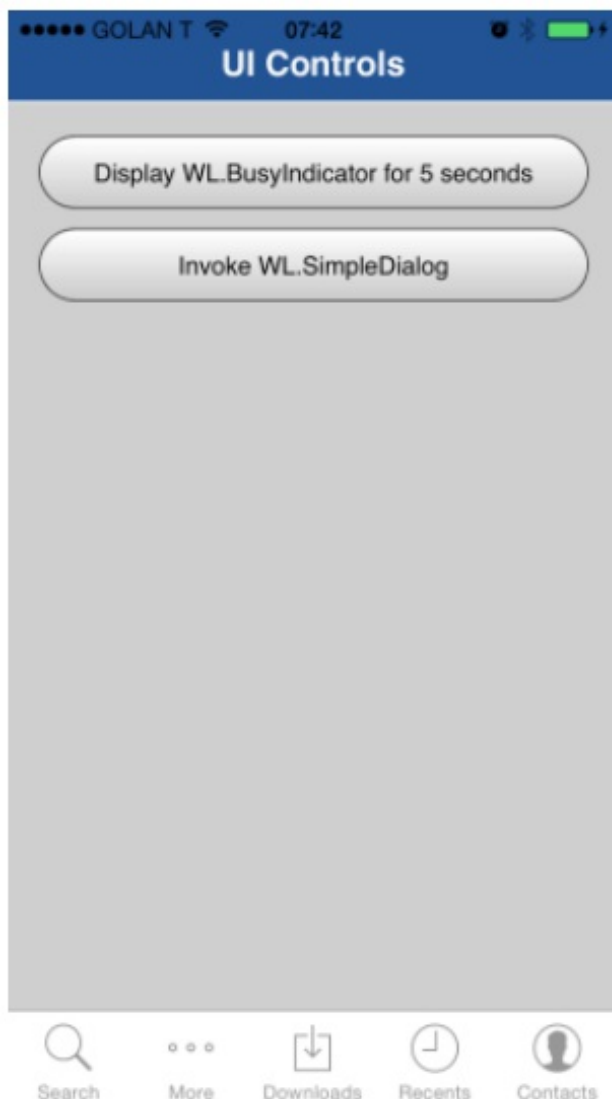 GOLAN T 07:42
UI Controls
Display WL.BusyIndicator for 5 seconds
Invoke WL.SimpleDialog
Search More Downloads Recents Contacts